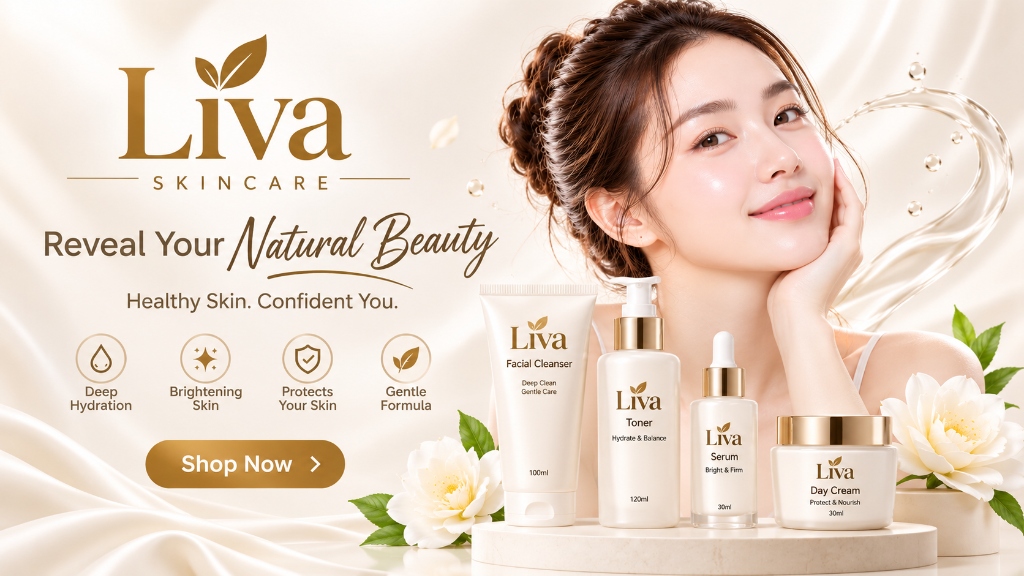 Liva
SKINCARE
Reveal Your Natural Beauty
Healthy Skin. Confident You.
Deep
Hydration
Brightening
Skin
Protects
Your Skin
Gentle
Formula
Shop Now
Liva
Facial Cleanser
Deep Clean
Gentle Care
100ml
Liva
Toner
Hydrate & Balance
120ml
Liva
Serum
Bright & Firm
30ml
Liva
Day Cream
Protect & Nourish
30ml